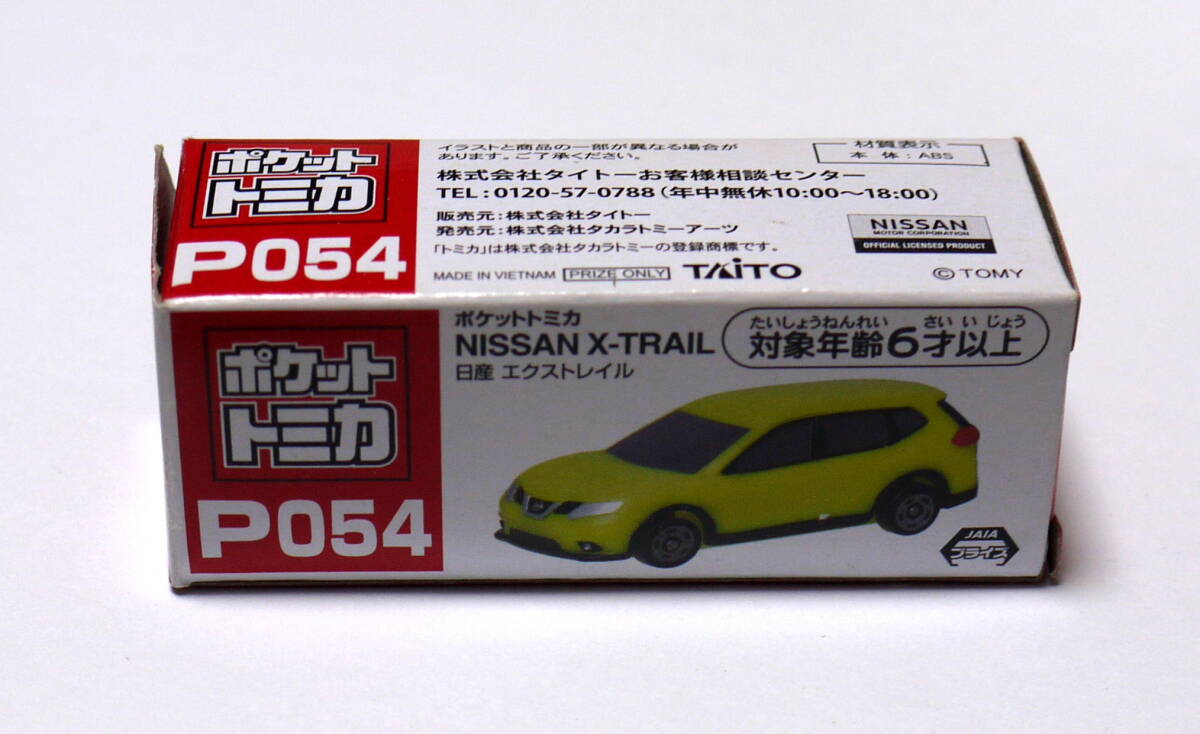 ポケット
トミカ
P054
イラストと商品の一部が異なる場合が
あります。ご了承ください。
株式会社タイトーお客様相談センター
TEL:0120-57-0788(年中無休10:00〜18:00)
販売元:株式会社タイトー
発売元:株式会社タカラトミーアーツ
「トミカ」は株式会社タカラトミーの登録商標です。
MADE IN VIETNAM PRIZE ONLY TAITO
材質表示
本体:ABS
NISSAN
MOTOR CORPORATION
OFFICIAL LICENSED PRODUCT
©TOMY
ポケット
トミカ
P054
ポケットトミカ
NISSAN X-TRAIL
日産 エクストレイル
たいしょうねんれい さい いじょう
対象年齢6才以上
JAIA
プライズ